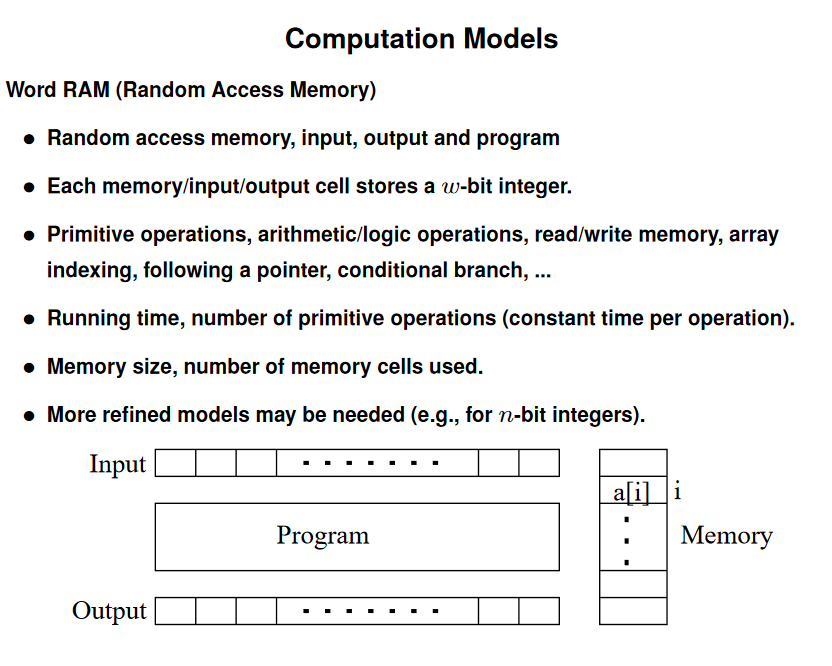 Computation Models
Word RAM (Random Access Memory)
● Random access memory, input, output and program
● Each memory/input/output cell stores a w-bit integer.
● Primitive operations, arithmetic/logic operations, read/write memory, array
indexing, following a pointer, conditional branch, ...
● Running time, number of primitive operations (constant time per operation).
● Memory size, number of memory cells used.
● More refined models may be needed (e.g., for n-bit integers).
Input
a[i] i
Program
Memory
Output